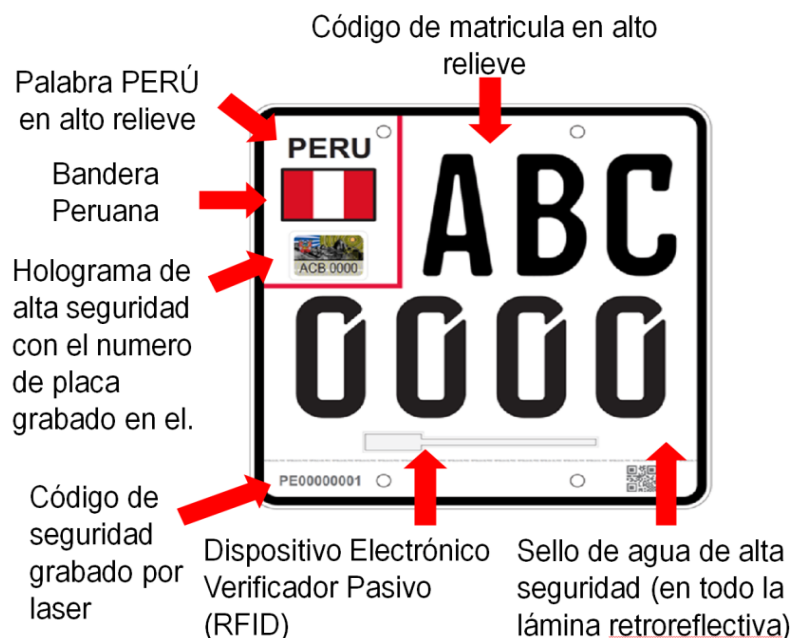 Código de matricula en alto
relieve
Palabra PERÚ
en alto relieve
Bandera
Peruana
Holograma de
alta seguridad
con el numero
de placa
grabado en el.
Código de
seguridad
grabado por
laser
PERU
ACB 0000
ABC
0000
PE00000001
Dispositivo Electrónico
Verificador Pasivo
(RFID)
Sello de agua de alta
seguridad (en todo la
lámina retroreflectiva)